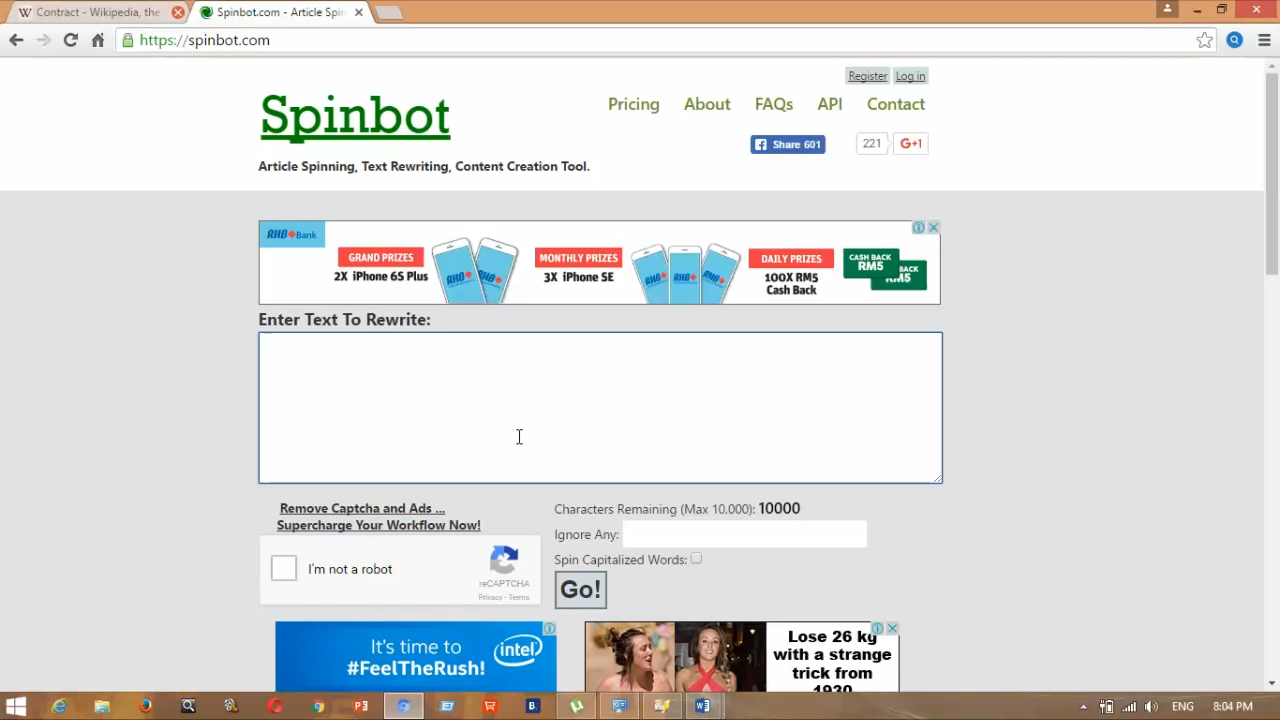 Contract - Wikipedia, the
Spinbot.com - Article Spin
https://spinbot.com
Register Log in
Spinbot
Pricing About FAQs API Contact
Share 601
221
G+1
Article Spinning, Text Rewriting, Content Creation Tool.
RHB Bank
GRAND PRIZES
2X iPhone 6S Plus
MONTHLY PRIZES
3X iPhone SE
DAILY PRIZES
100X RM5
Cash Back
CASH BACK
RM5
BACK
RM5
Enter Text To Rewrite:
Remove Captcha and Ads ...
Supercharge Your Workflow Now!
Characters Remaining (Max 10,000): 10000
Ignore Any:
Spin Capitalized Words:
Go!
I'm not a robot
reCAPTCHA
Privacy - Terms
It's time to
#FeelTheRush!
intel
Lose 26 kg
with a strange
trick from
1930
ENG
8:04 PM